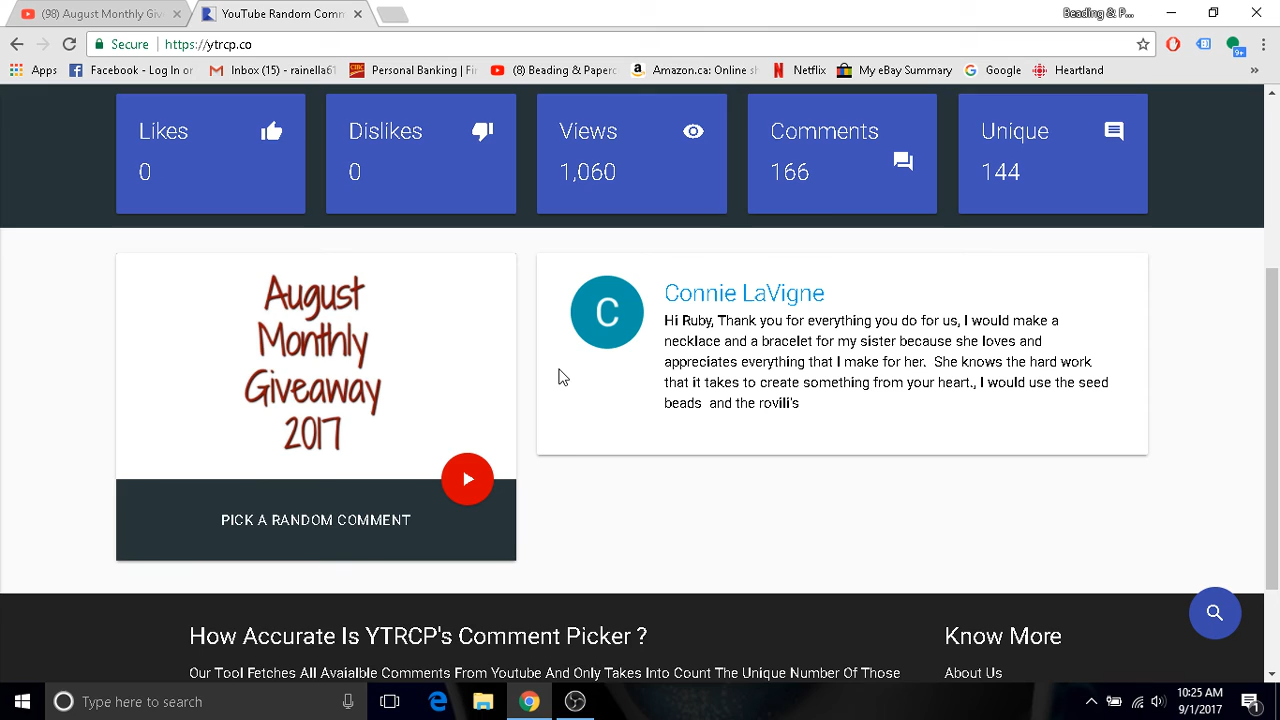 (98) August Monthly Giv
YouTube Random Comm
Beading & P...
Secure
https://ytrcp.co
Apps
Facebook - Log In or
Inbox (15) - rainella61
Personal Banking | Fin
(8) Beading & Paperc
Amazon.ca: Online sh
Netflix
My eBay Summary
Google
Heartland
»
9+
Likes
0
Dislikes
0
Views
1,060
Comments
166
Unique
144
August
Monthly
Giveaway
2017
PICK A RANDOM COMMENT
C
Connie LaVigne
Hi Ruby, Thank you for everything you do for us, I would make a
necklace and a bracelet for my sister because she loves and
appreciates everything that I make for her. She knows the hard work
that it takes to create something from your heart., I would use the seed
beads and the rovili's
How Accurate Is YTRCP's Comment Picker ?
Our Tool Fetches All Avaialble Comments From Youtube And Only Takes Into Count The Unique Number Of Those
Know More
About Us
Type here to search
10:25 AM
9/1/2017
1